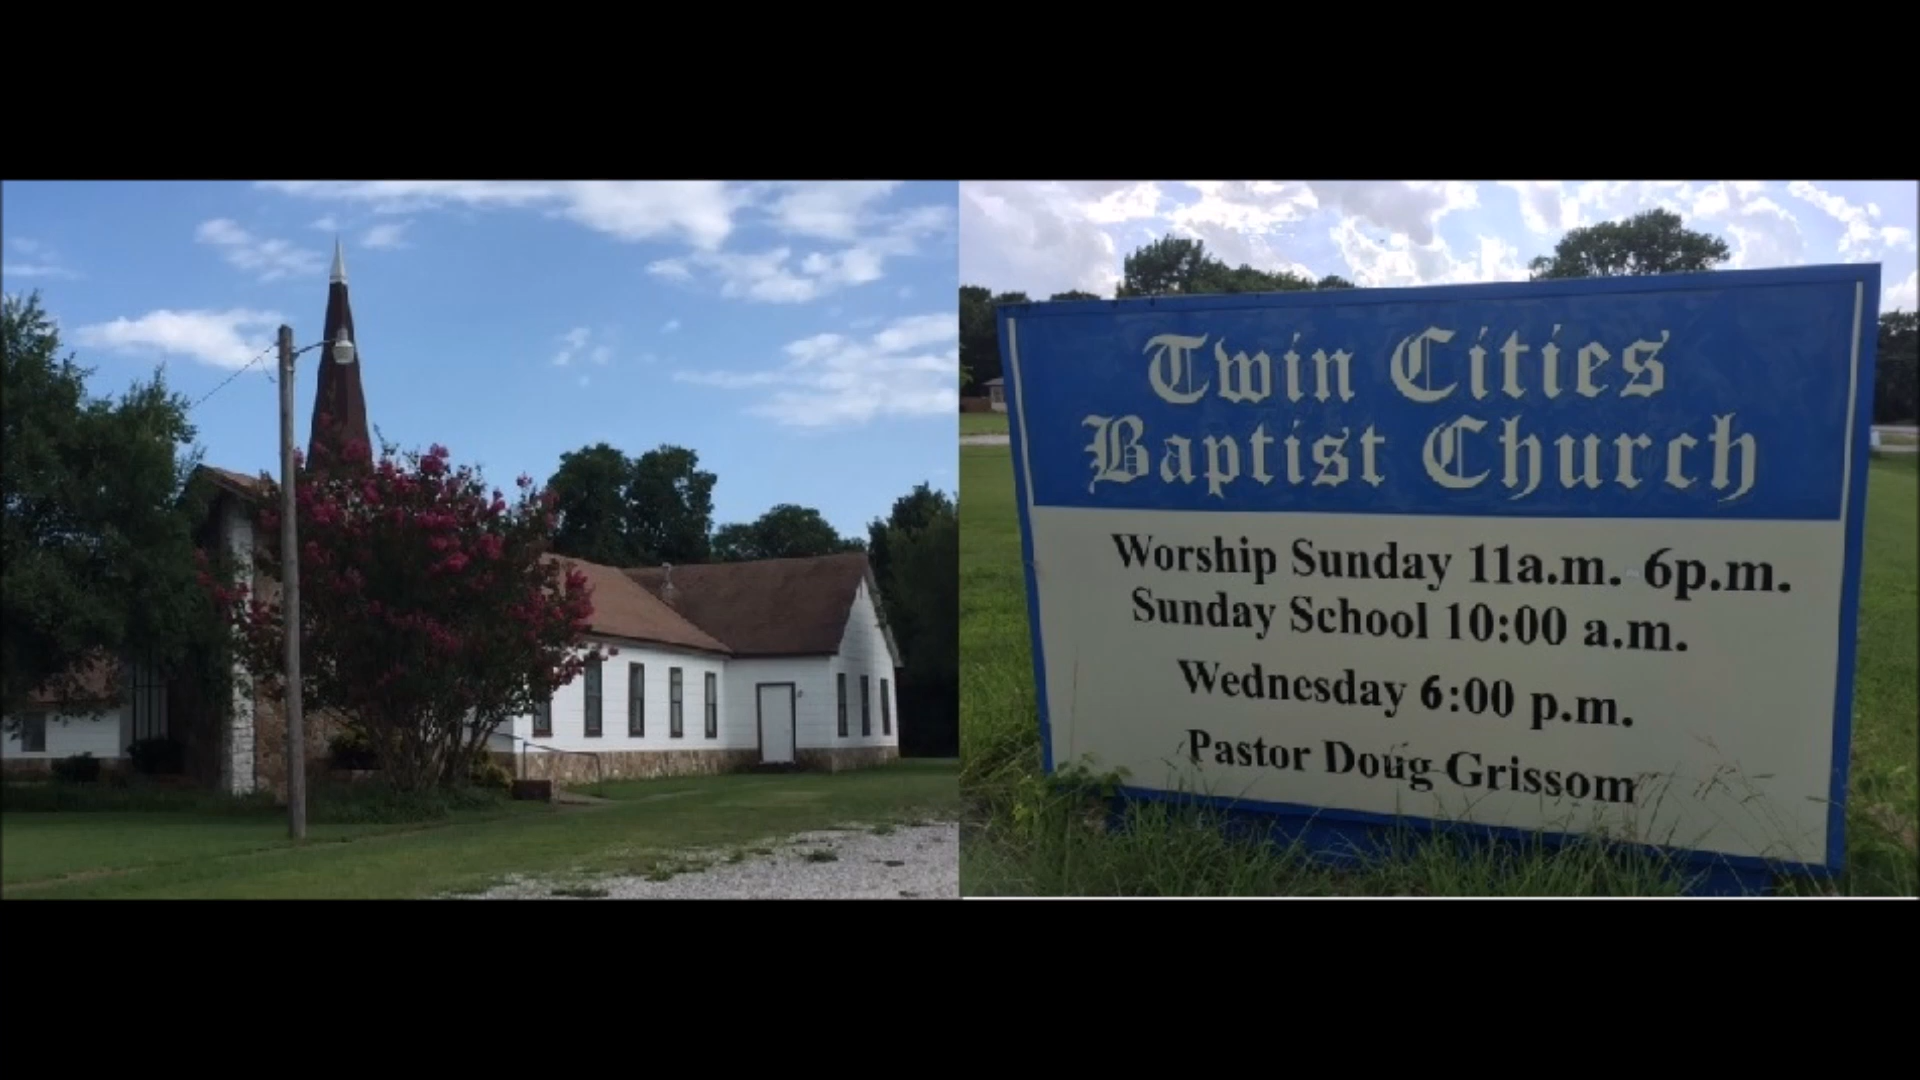 Twin Cities
Baptist Church
Worship Sunday 11a.m. 6p.m.
Sunday School 10:00 a.m.
Wednesday 6:00 p.m.
Pastor Doug Grissom